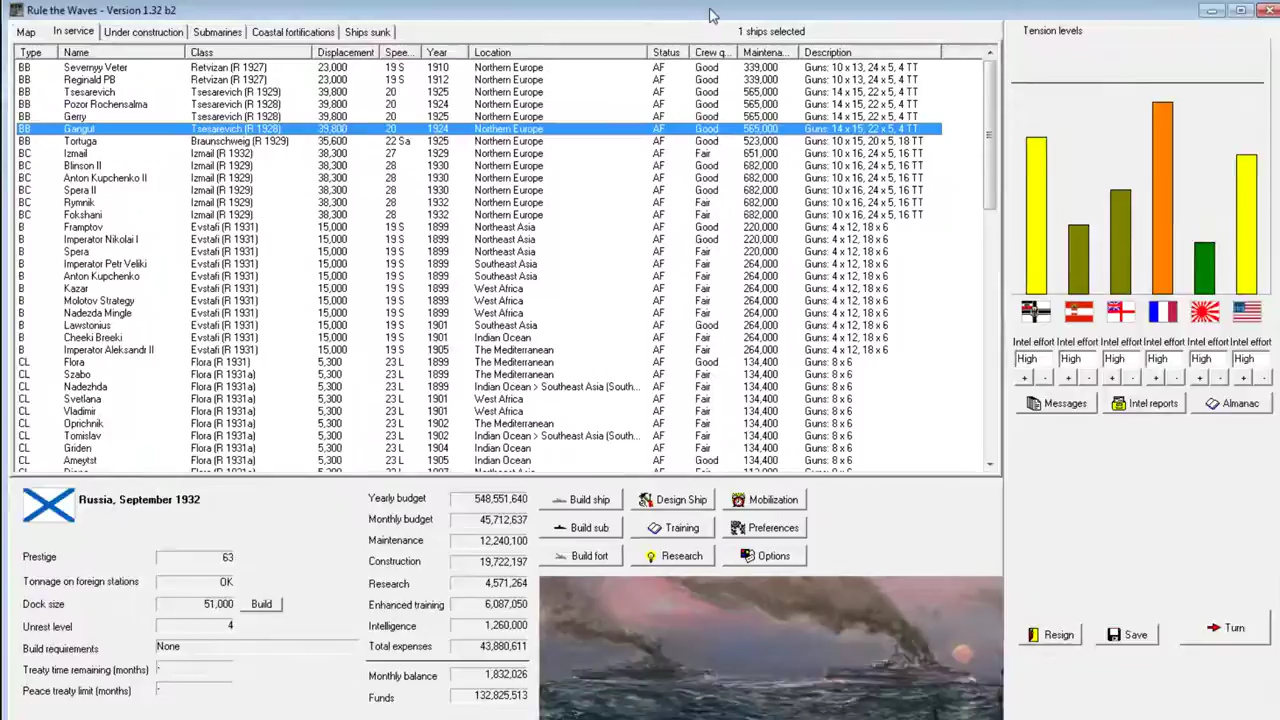 Rule the Waves - Version 1.32 b2
Map In service Under construction Submarines Coastal fortifications Ships sunk 1 ships selected
Type Name Class Displacement Spee... Year Location Status Crew q... Maintena... Description
BB Severnyy Veter Retvizan (R 1927) 23,000 19 S 1910 Northern Europe AF Good 339,000 Guns: 10 x 13, 24 x 5, 4 TT
BB Reginald PB Retvizan (R 1927) 23,000 19 S 1912 Northern Europe AF Good 339,000 Guns: 10 x 13, 24 x 5, 4 TT
BB Tsesarevich Tsesarevich (R 1929) 39,800 20 1925 Northern Europe AF Good 565,000 Guns: 14 x 15, 22 x 5, 4 TT
BB Pozor Rochensalma Tsesarevich (R 1928) 39,800 20 1924 Northern Europe AF Good 565,000 Guns: 14 x 15, 22 x 5, 4 TT
BB Gerry Tsesarevich (R 1928) 39,800 20 1925 Northern Europe AF Good 565,000 Guns: 14 x 15, 22 x 5, 4 TT
BB Gangut Tsesarevich (R 1928) 39,800 20 1924 Northern Europe AF Good 565,000 Guns: 14 x 15, 22 x 5, 4 TT
BB Tortuga Braunschweig (R 1929) 35,600 22 Sa 1925 Northern Europe AF Good 523,000 Guns: 10 x 15, 20 x 5, 18 TT
BC Izmail Izmail (R 1932) 38,300 27 1929 Northern Europe AF Fair 651,000 Guns: 10 x 16, 24 x 5, 16 TT
BC II Izmail (R 1929) 38,300 28 1930 Northern Europe AF Good 682,000 Guns: 10 x 16, 24 x 5, 16 TT
BC Anton Kupchenko II Izmail (R 1929) 38,300 28 1930 Northern Europe AF Good 682,000 Guns: 10 x 16, 24 x 5, 16 TT
BC Spera II Izmail (R 1929) 38,300 28 1930 Northern Europe AF Good 682,000 Guns: 10 x 16, 24 x 5, 16 TT
BC Rymnik Izmail (R 1929) 38,300 28 1932 Northern Europe AF Fair 682,000 Guns: 10 x 16, 24 x 5, 16 TT
BC Fokshani Izmail (R 1929) 38,300 28 1932 Northern Europe AF Fair 682,000 Guns: 10 x 16, 24 x 5, 16 TT
B Framptov Evstafi (R 1931) 15,000 19 S 1899 Northeast Asia AF Good 220,000 Guns: 4 x 12, 18 x 6
B Imperator Nikolai I Evstafi (R 1931) 15,000 19 S 1899 Northeast Asia AF Good 220,000 Guns: 4 x 12, 18 x 6
B Spera Evstafi (R 1931) 15,000 19 S 1899 Northeast Asia AF Fair 220,000 Guns: 4 x 12, 18 x 6
B Imperator Petr Veliki Evstafi (R 1931) 15,000 19 S 1899 Southeast Asia AF Fair 264,000 Guns: 4 x 12, 18 x 6
B Anton Kupchenko Evstafi (R 1931) 15,000 19 S 1899 Southeast Asia AF Fair 264,000 Guns: 4 x 12, 18 x 6
B Kazar Evstafi (R 1931) 15,000 19 S 1899 West Africa AF Fair 264,000 Guns: 4 x 12, 18 x 6
B Molotov Strategy Evstafi (R 1931) 15,000 19 S 1899 West Africa AF Fair 264,000 Guns: 4 x 12, 18 x 6
B Nadezda Mingle Evstafi (R 1931) 15,000 19 S 1899 West Africa AF Fair 264,000 Guns: 4 x 12, 18 x 6
B Lawstonius Evstafi (R 1931) 15,000 19 S 1901 Southeast Asia AF Good 264,000 Guns: 4 x 12, 18 x 6
B Cheeki Breeki Evstafi (R 1931) 15,000 19 S 1901 Indian Ocean AF Fair 264,000 Guns: 4 x 12, 18 x 6
B Imperator Aleksandr II Evstafi (R 1931) 15,000 19 S 1905 The Mediterranean AF Fair 264,000 Guns: 4 x 12, 18 x 6
CL Flora Flora (R 1931) 5,300 23 L 1899 The Mediterranean AF Good 134,400 Guns: 8 x 6
CL Szabo Flora (R 1931a) 5,300 23 L 1899 The Mediterranean AF Fair 134,400 Guns: 8 x 6
CL Nadezhda Flora (R 1931a) 5,300 23 L 1899 Indian Ocean > Southeast Asia (South... AF Fair 134,400 Guns: 8 x 6
CL Svetlana Flora (R 1931a) 5,300 23 L 1901 West Africa AF Fair 134,400 Guns: 8 x 6
CL Vladimir Flora (R 1931a) 5,300 23 L 1901 West Africa AF Fair 134,400 Guns: 8 x 6
CL Oprichnik Flora (R 1931a) 5,300 23 L 1902 The Mediterranean AF Fair 134,400 Guns: 8 x 6
CL Tomislav Flora (R 1931a) 5,300 23 L 1902 Indian Ocean > Southeast Asia (South... AF Fair 134,400 Guns: 8 x 6
CL Griden Flora (R 1931a) 5,300 23 L 1904 Indian Ocean AF Fair 134,400 Guns: 8 x 6
CL Ameytst Flora (R 1931a) 5,300 23 L 1905 Indian Ocean AF Good 134,400 Guns: 8 x 6
Tension levels
Intel effort Intel effort Intel effort Intel effort Intel effort Intel effort
High High High High High High
+ - + - + - + - + - + -
Messages Intel reports Almanac
Russia, September 1932
Prestige 63
Tonnage on foreign stations OK
Dock size 51,000 Build
Unrest level 4
Build requirements None
Treaty time remaining (months) -
Peace treaty limit (months) -
Yearly budget 548,551,640
Monthly budget 45,712,637
Maintenance 12,240,100
Construction 19,722,197
Research 4,571,264
Enhanced training 6,087,050
Intelligence 1,260,000
Total expenses 43,880,611
Monthly balance 1,832,026
Funds 132,825,513
Build ship Design Ship Mobilization
Build sub Training Preferences
Build fort Research Options
Resign Save Turn